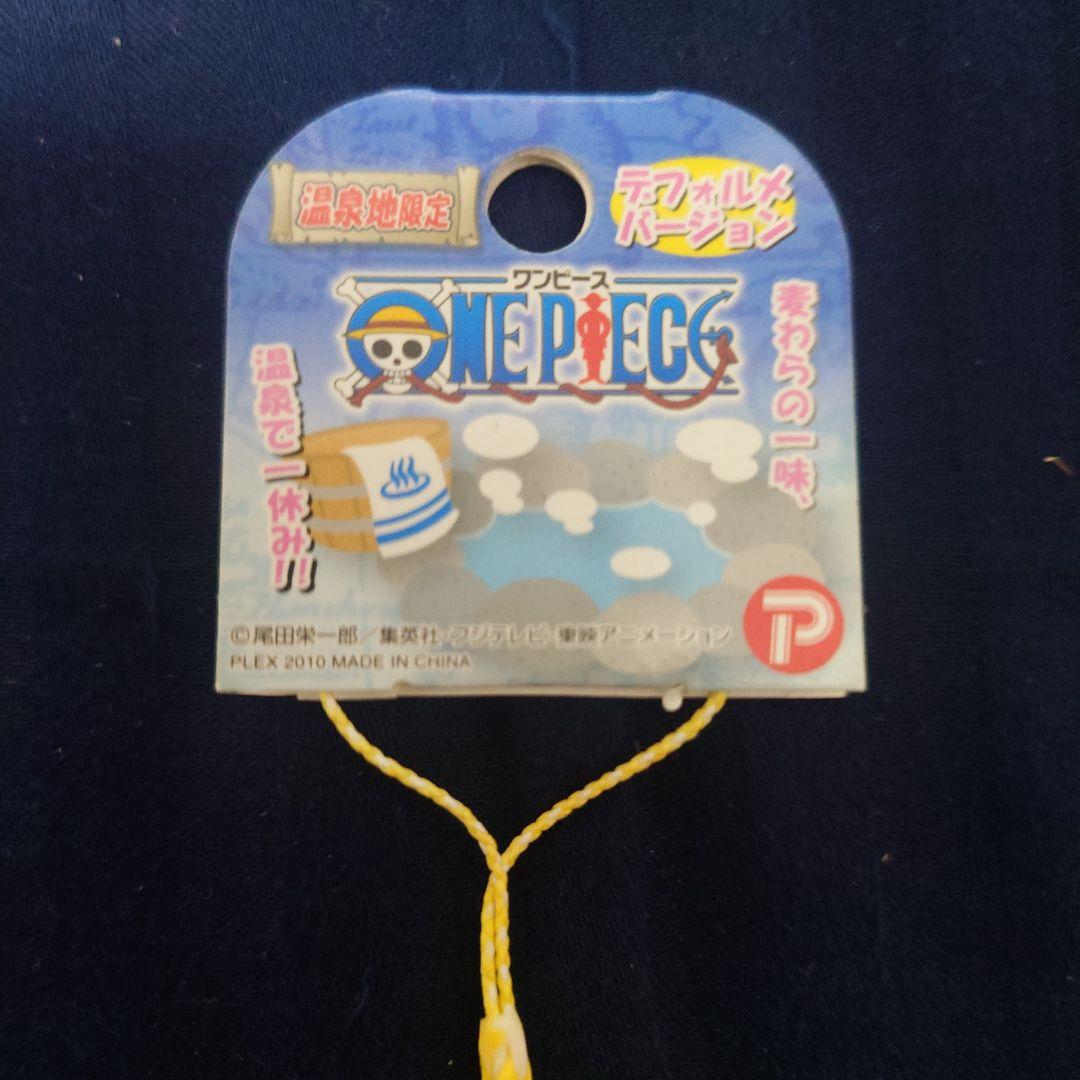 温泉地限定
デフォルメ
バージョン
ワンピース
ONE PIECE
麦わらの一味、
温泉で一休み!!
©尾田栄一郎／集英社・フジテレビ・東映アニメーション
PLEX 2010 MADE IN CHINA
P